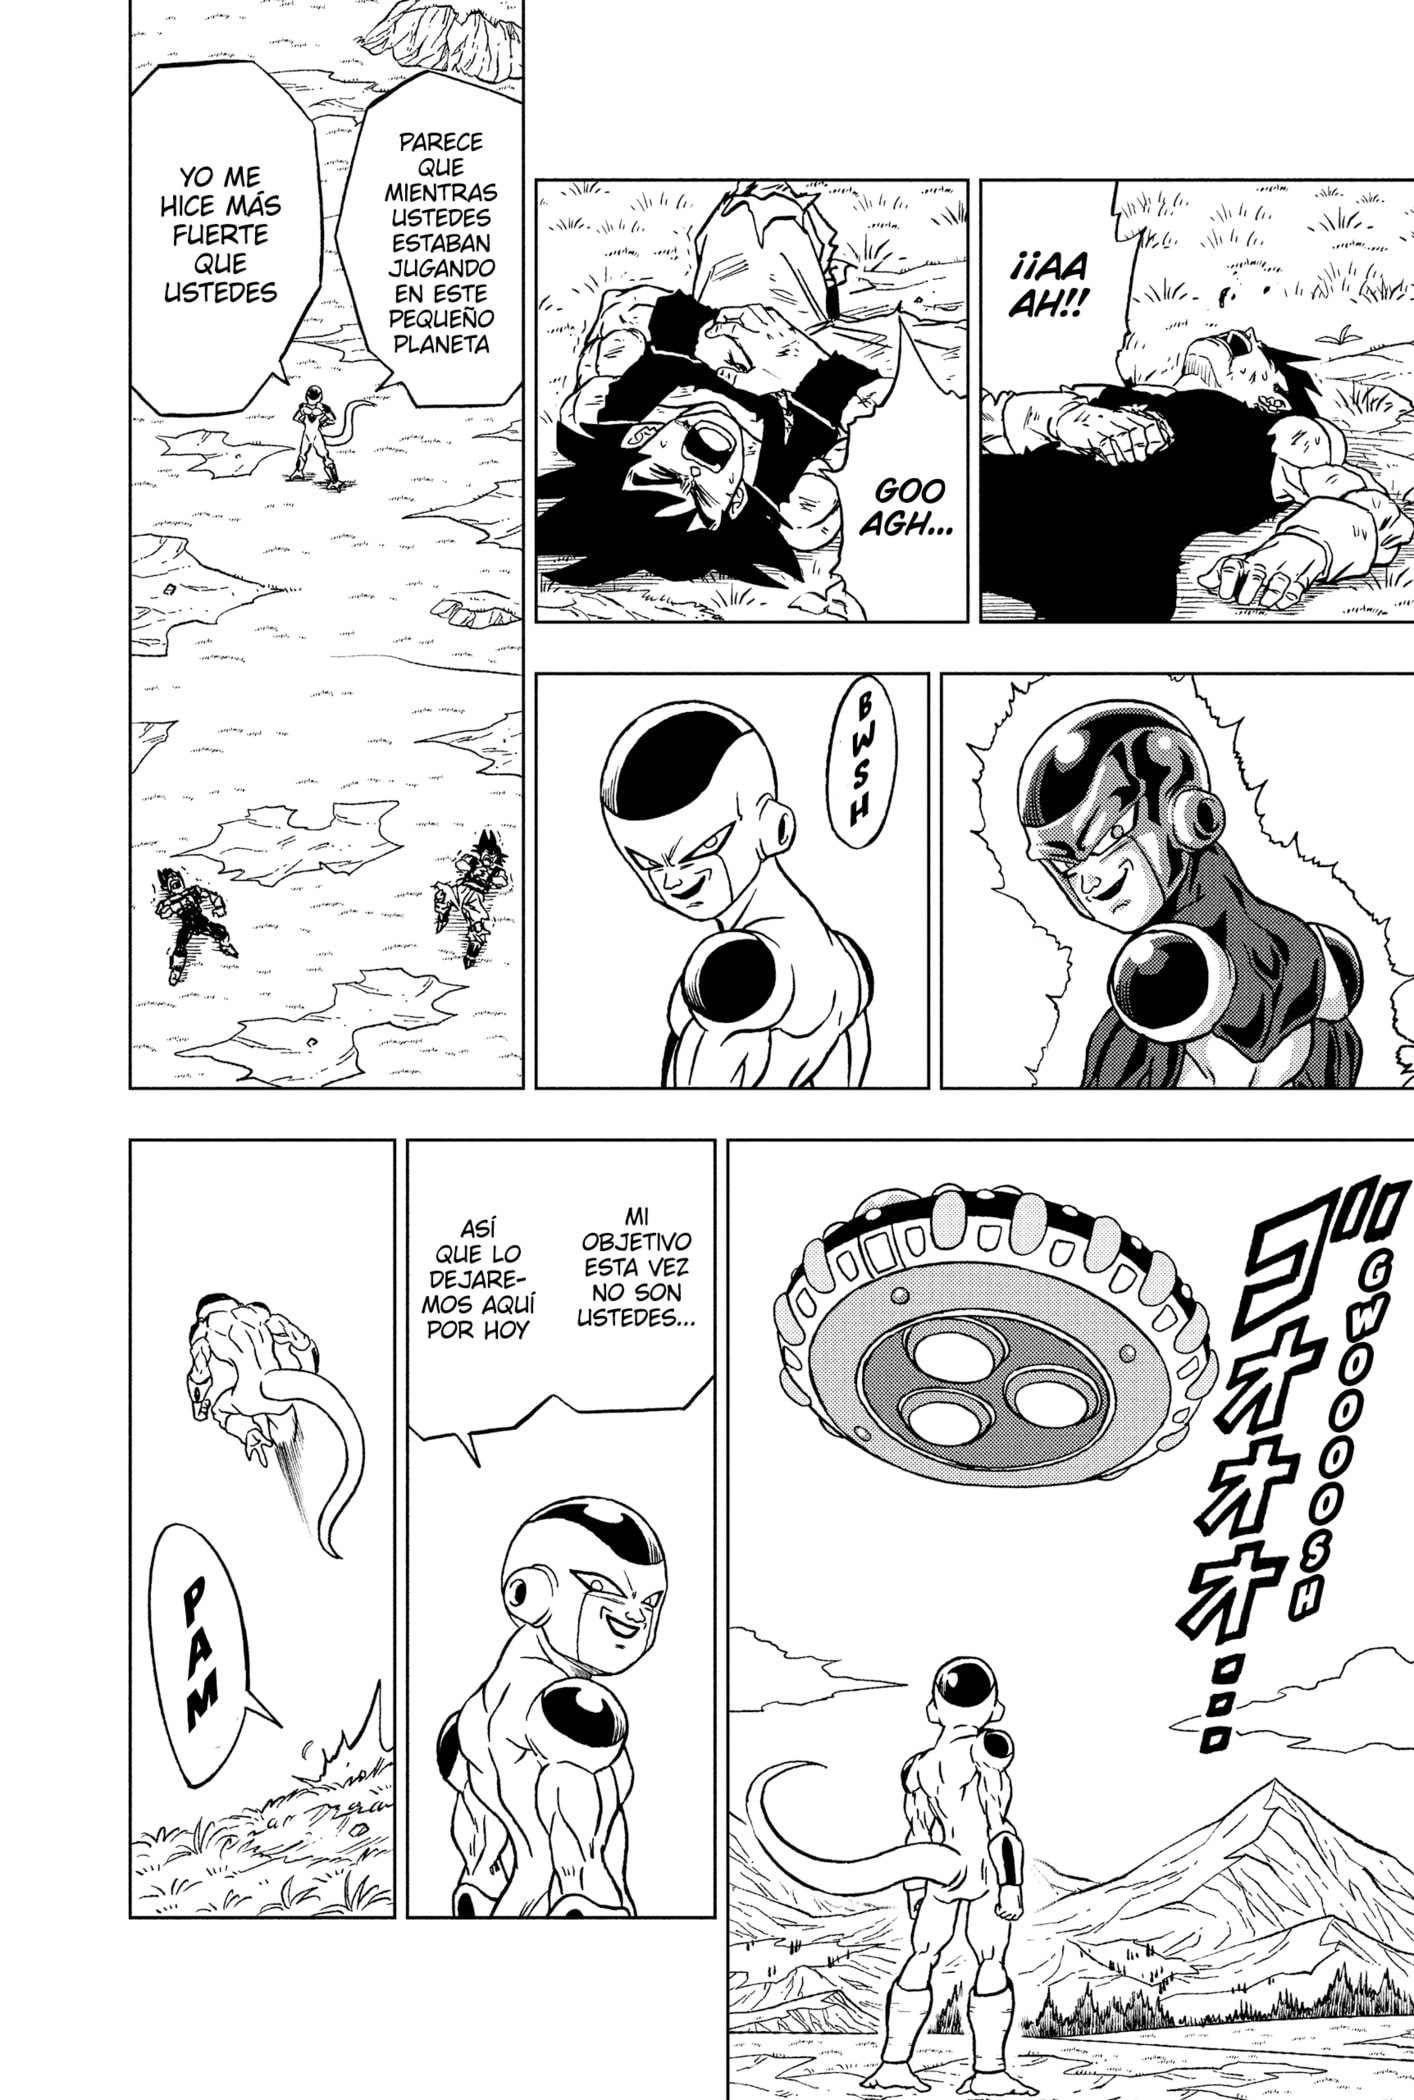 ¡¡AA
AH!!
GOO
AGH...
PARECE
QUE
MIENTRAS
USTEDES
ESTABAN
JUGANDO
EN ESTE
PEQUEÑO
PLANETA
YO ME
HICE MÁS
FUERTE
QUE
USTEDES
BWSH
GWOOOOSH
ゴオオオオ...
MI
OBJETIVO
ESTA VEZ
NO SON
USTEDES...
ASÍ
QUE LO
DEJARE-
MOS AQUÍ
POR HOY
PAM